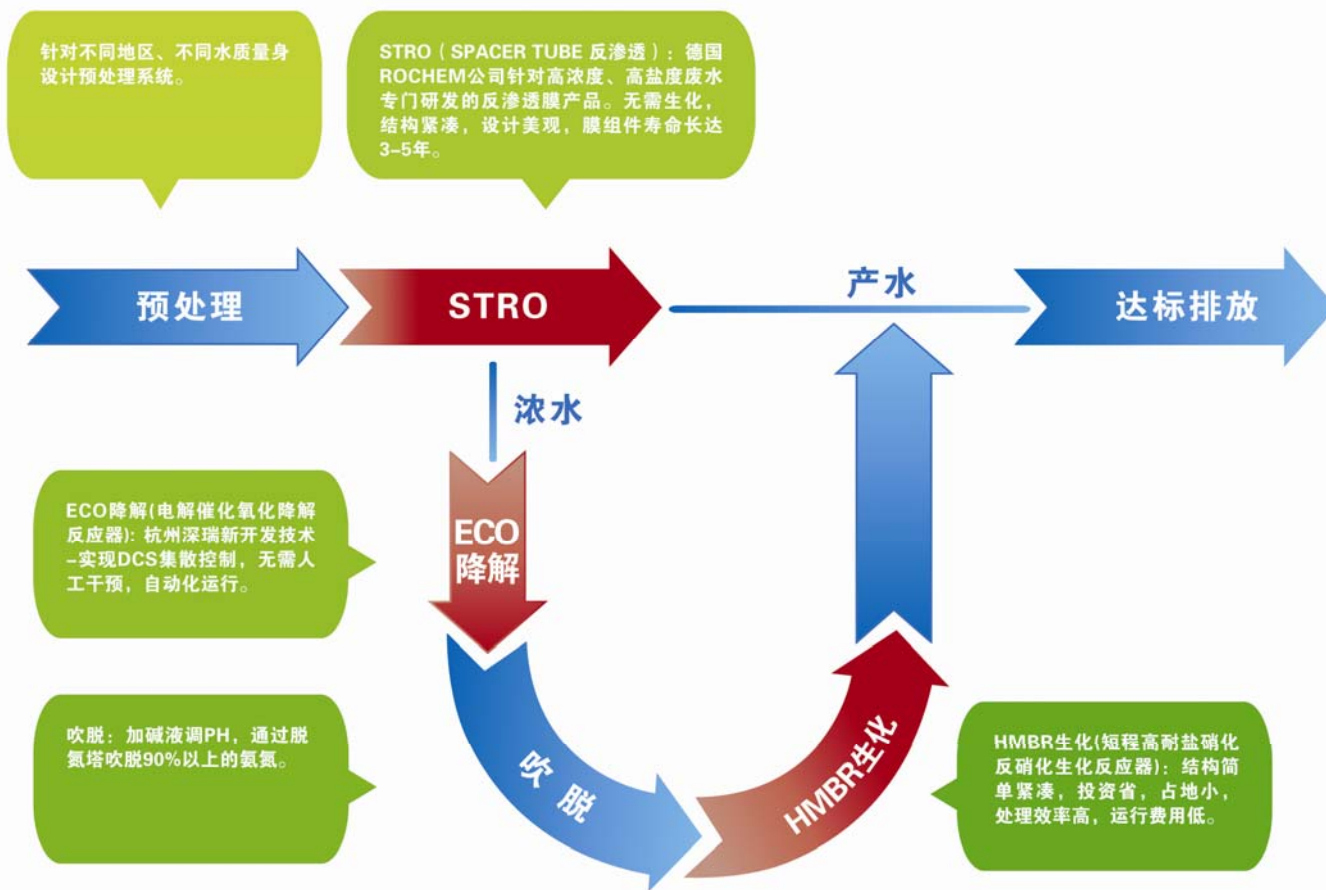 针对不同地区、不同水质量身
设计预处理系统。
STRO（SPACER TUBE 反渗透）：德国
ROCHEM公司针对高浓度、高盐度废水
专门研发的反渗透膜产品。无需生化，
结构紧凑，设计美观，膜组件寿命长达
3-5年。
预处理
STRO
产水
达标排放
浓水
ECO降解(电解催化氧化降解
反应器)：杭州深瑞新开发技术
-实现DCS集散控制，无需人
工干预，自动化运行。
ECO
降解
吹脱：加碱液调PH，通过脱
氮塔吹脱90%以上的氨氮。
吹脱
HMBR生化
HMBR生化(短程高耐盐硝化
反硝化生化反应器)：结构简
单紧凑，投资省，占地小，
处理效率高，运行费用低。